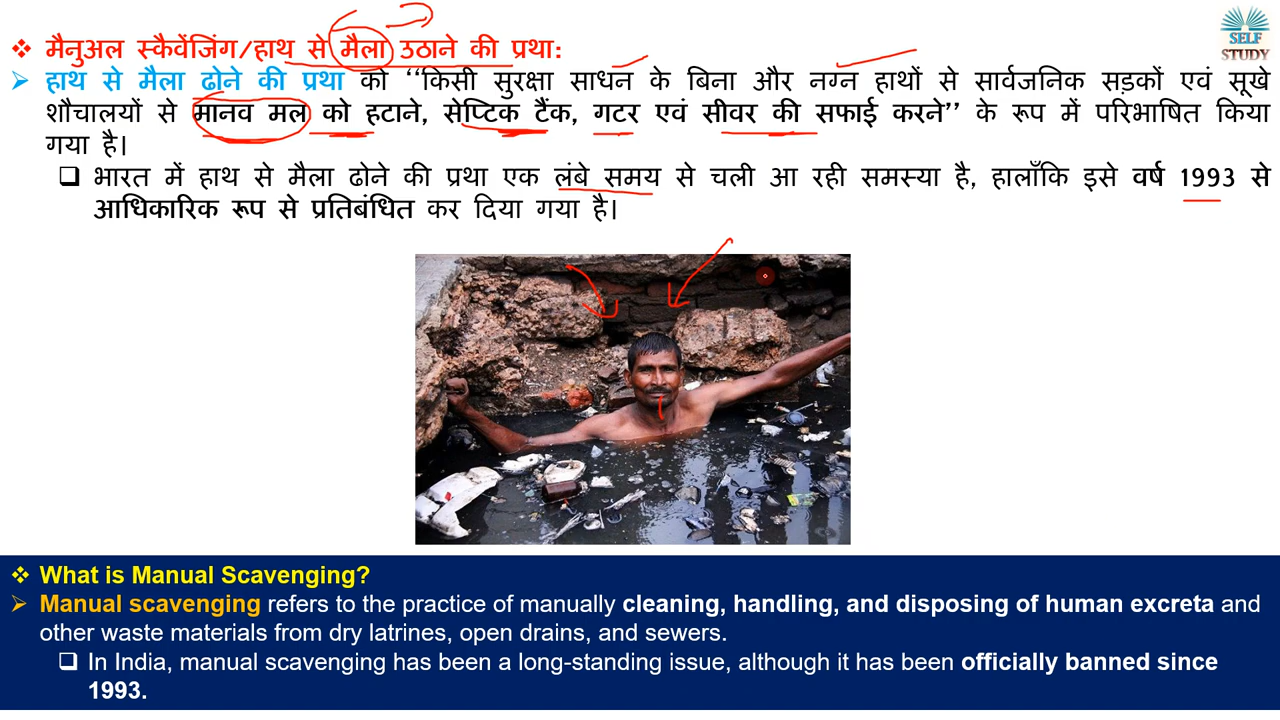 SELF
STUDY
❖ मैनुअल स्कैवेंजिंग/हाथ से मैला उठाने की प्रथा:
➢ हाथ से मैला ढोने की प्रथा को ‘‘किसी सुरक्षा साधन के बिना और नग्न हाथों से सार्वजनिक सड़कों एवं सूखे
शौचालयों से मानव मल को हटाने, सेप्टिक टैंक, गटर एवं सीवर की सफाई करने’’ के रूप में परिभाषित किया
गया है।
❑ भारत में हाथ से मैला ढोने की प्रथा एक लंबे समय से चली आ रही समस्या है, हालाँकि इसे वर्ष 1993 से
आधिकारिक रूप से प्रतिबंधित कर दिया गया है।
❖ What is Manual Scavenging?
➢ Manual scavenging refers to the practice of manually cleaning, handling, and disposing of human excreta and
other waste materials from dry latrines, open drains, and sewers.
❑ In India, manual scavenging has been a long-standing issue, although it has been officially banned since
1993.